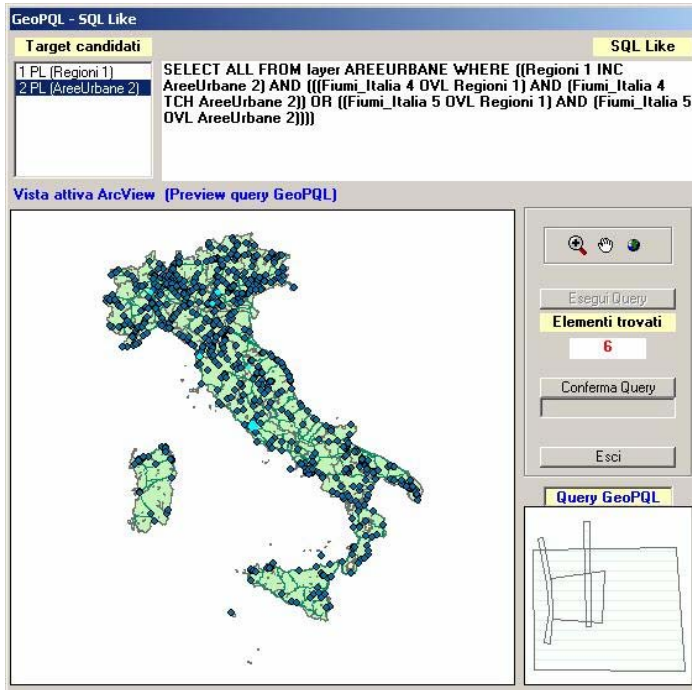 GeoPQL - SQL Like
Target candidati
SQL Like
1 PL (Regioni 1)
2 PL (AreeUrbane 2)
SELECT ALL FROM layer AREEURBANE WHERE ((Regioni 1 INC
AreeUrbane 2) AND (((Fiumi_Italia 4 OVL Regioni 1) AND (Fiumi_Italia 4
TCH AreeUrbane 2)) OR ((Fiumi_Italia 5 OVL Regioni 1) AND (Fiumi_Italia 5
OVL AreeUrbane 2))))
Vista attiva ArcView (Preview query GeoPQL)
Esegui Query
Elementi trovati
6
Conferma Query
Esci
Query GeoPQL